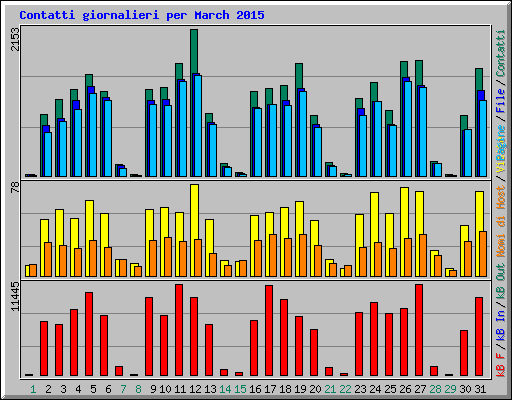 Contatti giornalieri per March 2015
2153
78
11445
kB F / kB In / kB Out Nomi di Host / Visite / Pagine / File / Contatti
1 2 3 4 5 6 7 8 9 10 11 12 13 14 15 16 17 18 19 20 21 22 23 24 25 26 27 28 29 30 31